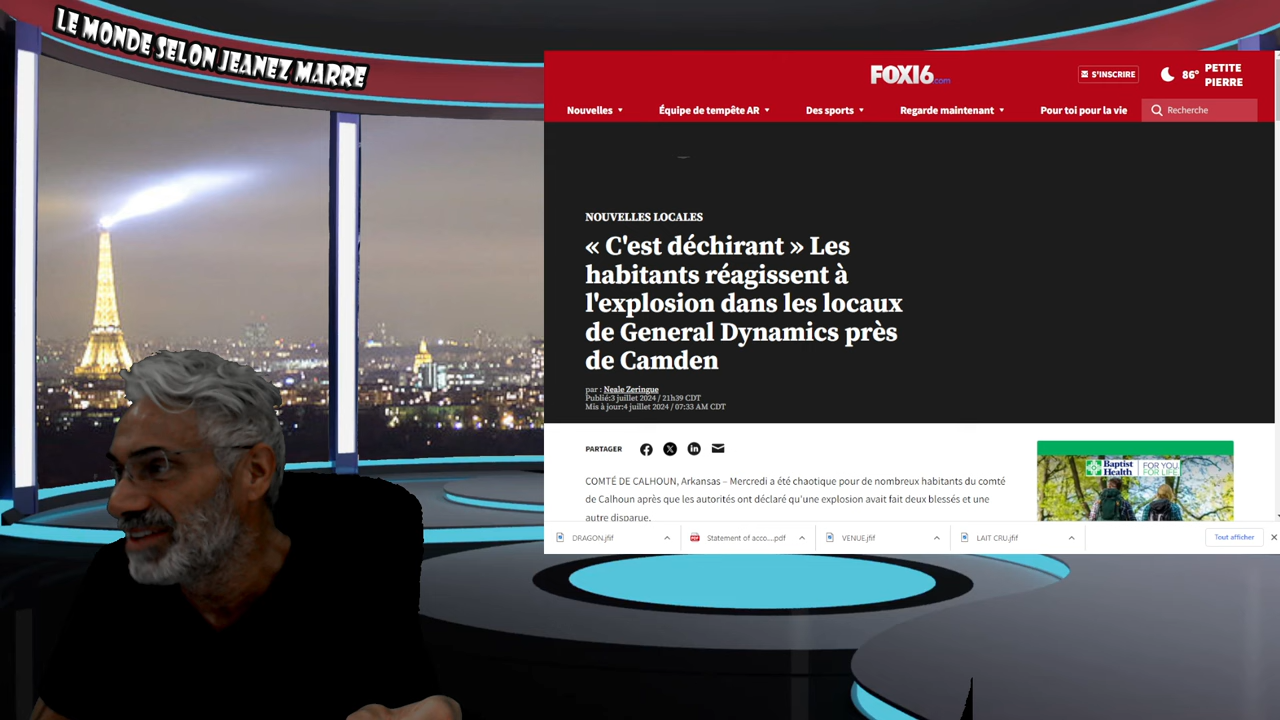 LE MONDE SELON JEANEZ MARRE
FOX16.com
S'INSCRIRE
86° PETITE PIERRE
Nouvelles
Équipe de tempête AR
Des sports
Regarde maintenant
Pour toi pour la vie
Recherche
NOUVELLES LOCALES
« C'est déchirant » Les
habitants réagissent à
l'explosion dans les locaux
de General Dynamics près
de Camden
par : Neale Zeringue
Publié:3 juillet 2024 / 21h39 CDT
Mis à jour:4 juillet 2024 / 07:33 AM CDT
PARTAGER
COMTÉ DE CALHOUN, Arkansas – Mercredi a été chaotique pour de nombreux habitants du comté
de Calhoun après que les autorités ont déclaré qu'une explosion avait fait deux blessés et une
autre disparue.
Baptist Health
FOR YOU.
FOR LIFE.
DRAGON.jfif
Statement of acco....pdf
VENUE.jfif
LAIT CRU.jfif
Tout afficher